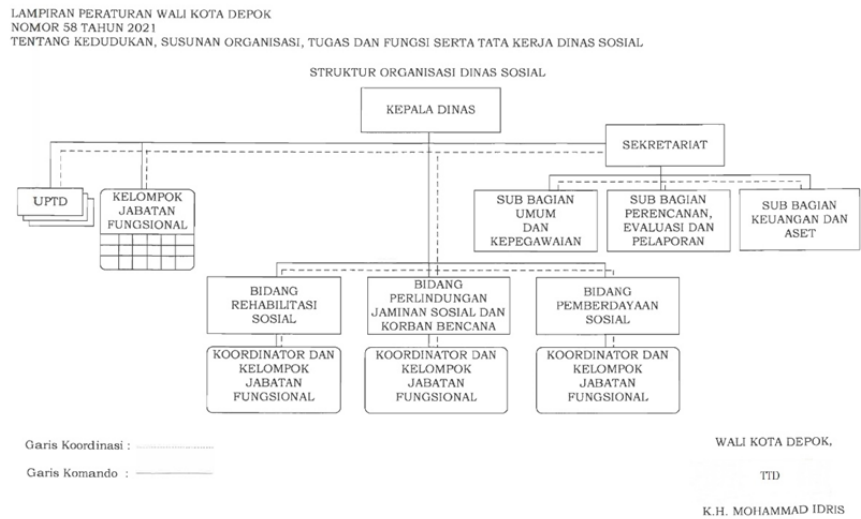 LAMPIRAN PERATURAN WALI KOTA DEPOK
NOMOR 58 TAHUN 2021
TENTANG KEDUDUKAN, SUSUNAN ORGANISASI, TUGAS DAN FUNGSI SERTA TATA KERJA DINAS SOSIAL
STRUKTUR ORGANISASI DINAS SOSIAL
KEPALA DINAS
SEKRETARIAT
UPTD
KELOMPOK
JABATAN
FUNGSIONAL
SUB BAGIAN
UMUM
DAN
KEPEGAWAIAN
SUB BAGIAN
PERENCANAN,
EVALUASI DAN
PELAPORAN
SUB BAGIAN
KEUANGAN DAN
ASET
BIDANG
REHABILITASI
SOSIAL
BIDANG
PERLINDUNGAN
JAMINAN SOSIAL DAN
KORBAN BENCANA
BIDANG
PEMBERDAYAAN
SOSIAL
KOORDINATOR DAN
KELOMPOK
JABATAN
FUNGSIONAL
KOORDINATOR DAN
KELOMPOK
JABATAN
FUNGSIONAL
KOORDINATOR DAN
KELOMPOK
JABATAN
FUNGSIONAL
Garis Koordinasi :
Garis Komando :
WALI KOTA DEPOK,
TTD
K.H. MOHAMMAD IDRIS